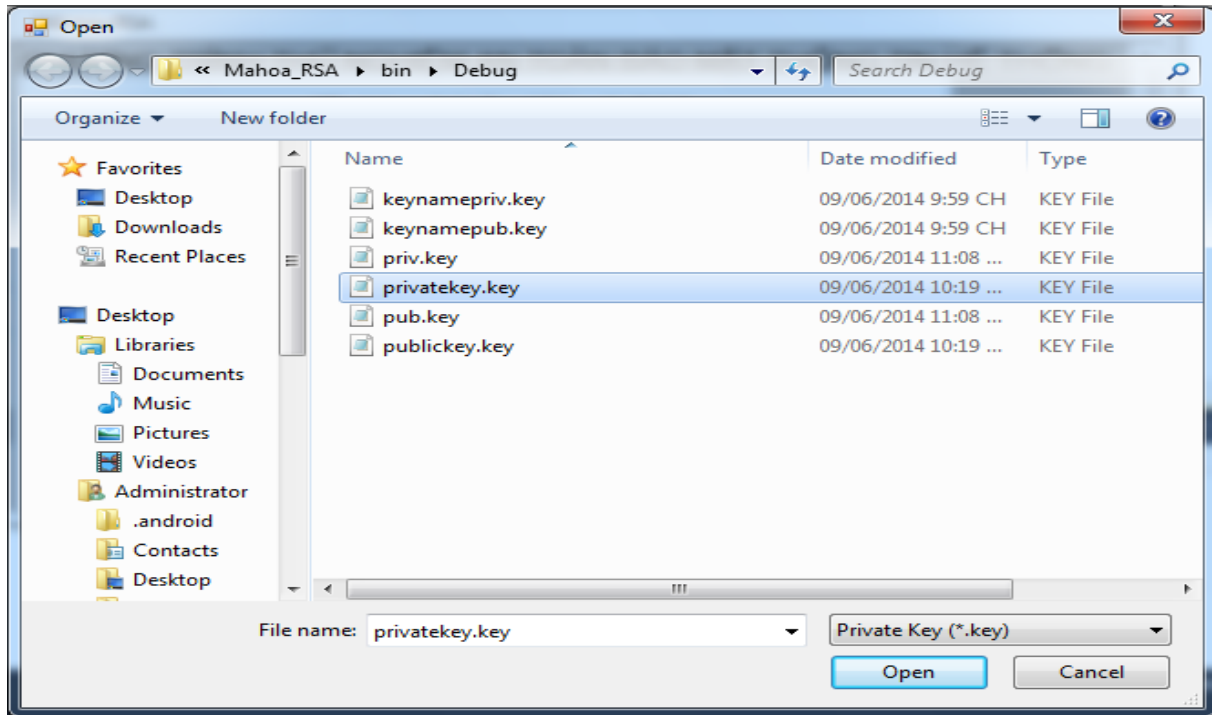 Open
« Mahoa_RSA ▸ bin ▸ Debug
Search Debug
Organize
New folder
Name
Date modified
Type
Favorites
Desktop
Downloads
Recent Places
Desktop
Libraries
Documents
Music
Pictures
Videos
Administrator
.android
Contacts
Desktop
keynamepriv.key 09/06/2014 9:59 CH KEY File
keynamepub.key 09/06/2014 9:59 CH KEY File
priv.key 09/06/2014 11:08 ... KEY File
privatekey.key 09/06/2014 10:19 ... KEY File
pub.key 09/06/2014 11:08 ... KEY File
publickey.key 09/06/2014 10:19 ... KEY File
File name: privatekey.key
Private Key (*.key)
Open
Cancel